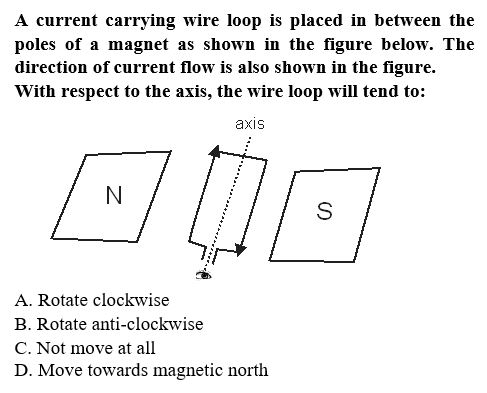 A current carrying wire loop is placed in between the
poles of a magnet as shown in the figure below. The
direction of current flow is also shown in the figure.
With respect to the axis, the wire loop will tend to:
axis
N
S
A. Rotate clockwise
B. Rotate anti-clockwise
C. Not move at all
D. Move towards magnetic north